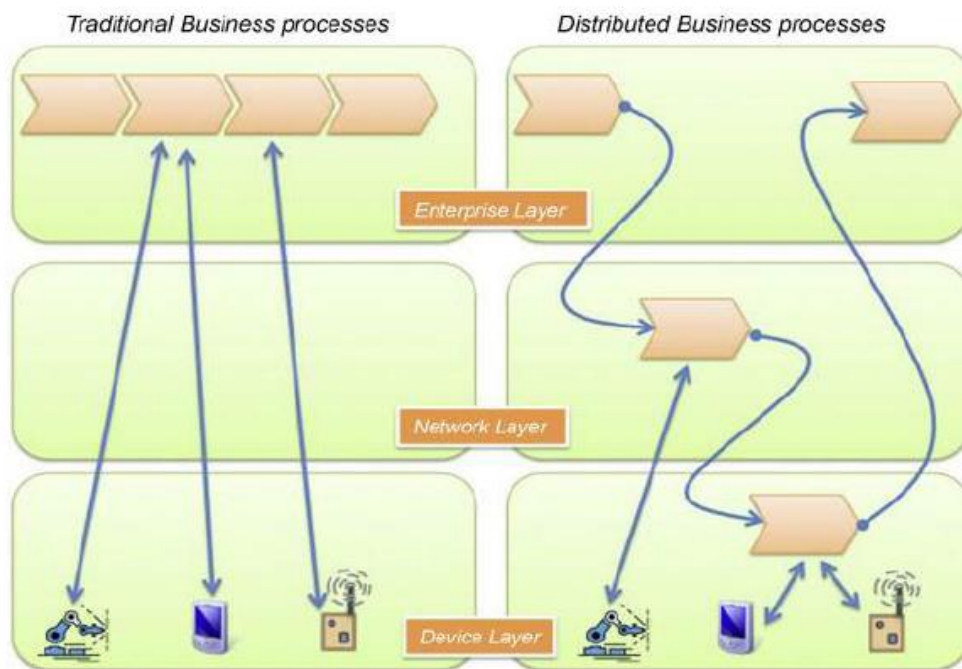 Traditional Business processes
Distributed Business processes
Enterprise Layer
Network Layer
Device Layer